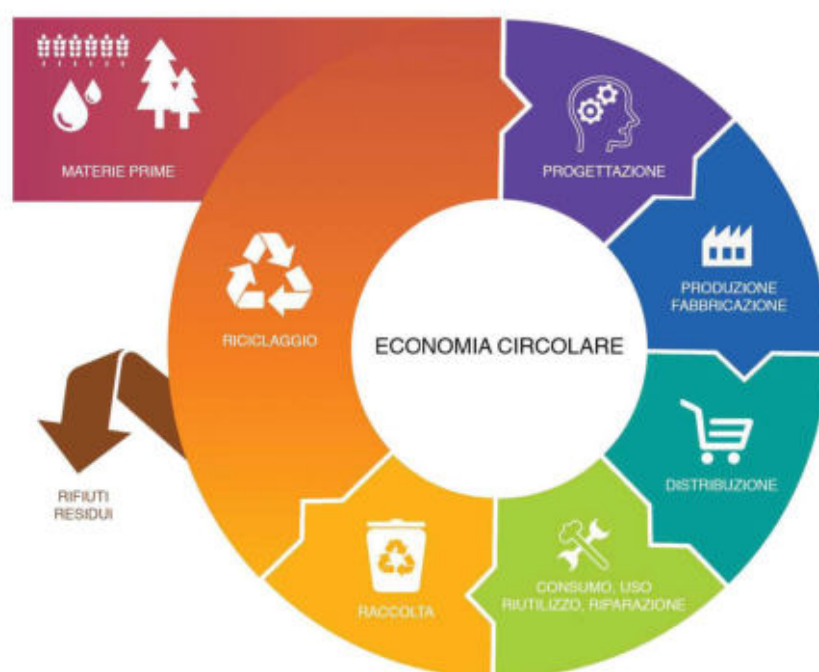 MATERIE PRIME
PROGETTAZIONE
PRODUZIONE
FABBRICAZIONE
RICICLAGGIO
ECONOMIA CIRCOLARE
DISTRIBUZIONE
RIFIUTI
RESIDUI
CONSUMO, USO
RIUTILIZZO, RIPARAZIONE
RACCOLTA